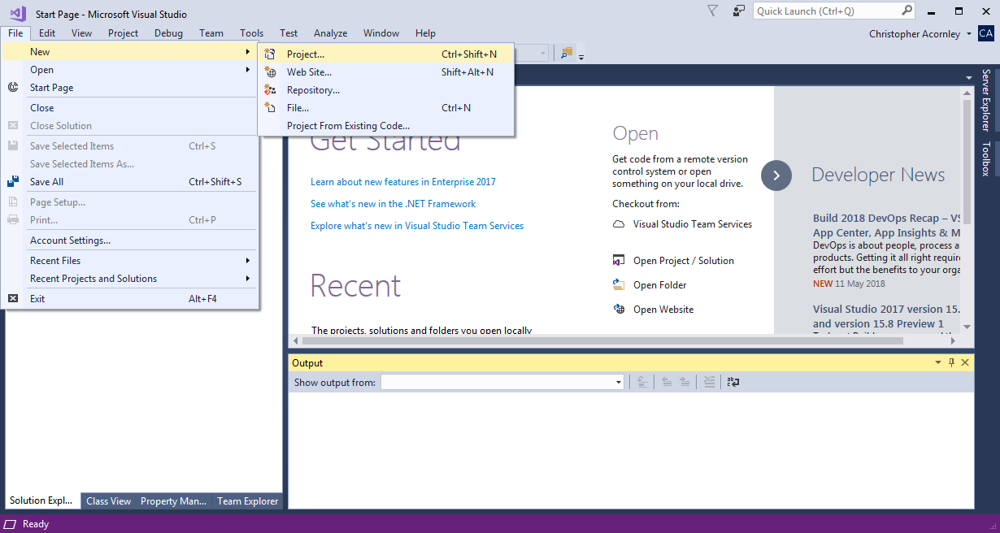 Start Page - Microsoft Visual Studio
Quick Launch (Ctrl+Q)
File Edit View Project Debug Team Tools Test Analyze Window Help
Christopher Acornley CA
New
Open
Start Page
Close
Close Solution
Save Selected Items Ctrl+S
Save Selected Items As...
Save All Ctrl+Shift+S
Page Setup...
Print... Ctrl+P
Account Settings...
Recent Files
Recent Projects and Solutions
Exit Alt+F4
Project... Ctrl+Shift+N
Web Site... Shift+Alt+N
Repository...
File... Ctrl+N
Project From Existing Code...
Get Started
Learn about new features in Enterprise 2017
See what's new in the .NET Framework
Explore what's new in Visual Studio Team Services
Recent
The projects, solutions and folders you open locally
Open
Get code from a remote version
control system or open
something on your local drive.
Checkout from:
Visual Studio Team Services
Open Project / Solution
Open Folder
Open Website
Developer News
Build 2018 DevOps Recap – VS
App Center, App Insights & M
DevOps is about people, process a
products. Getting it all right require
effort but the benefits to your orga
NEW 11 May 2018
Visual Studio 2017 version 15.
and version 15.8 Preview 1
Server Explorer
Toolbox
Output
Show output from:
Solution Expl...
Class View
Property Man...
Team Explorer
Ready